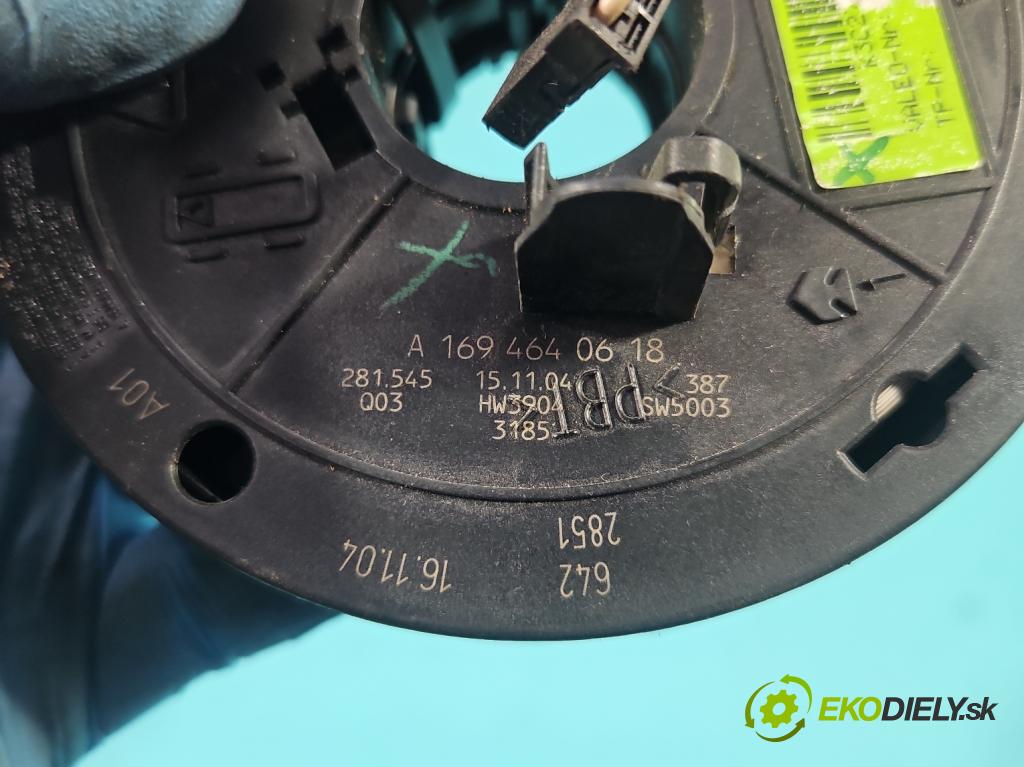 K3C2
VALEO-Nr.
TP-Nr.:
A 169 464 06 18
281.545 15.11.04 387
Q03 HW3904 SW5003
3185
>PBT<
A01
16.11.04
642
2851
EKODIELY.sk